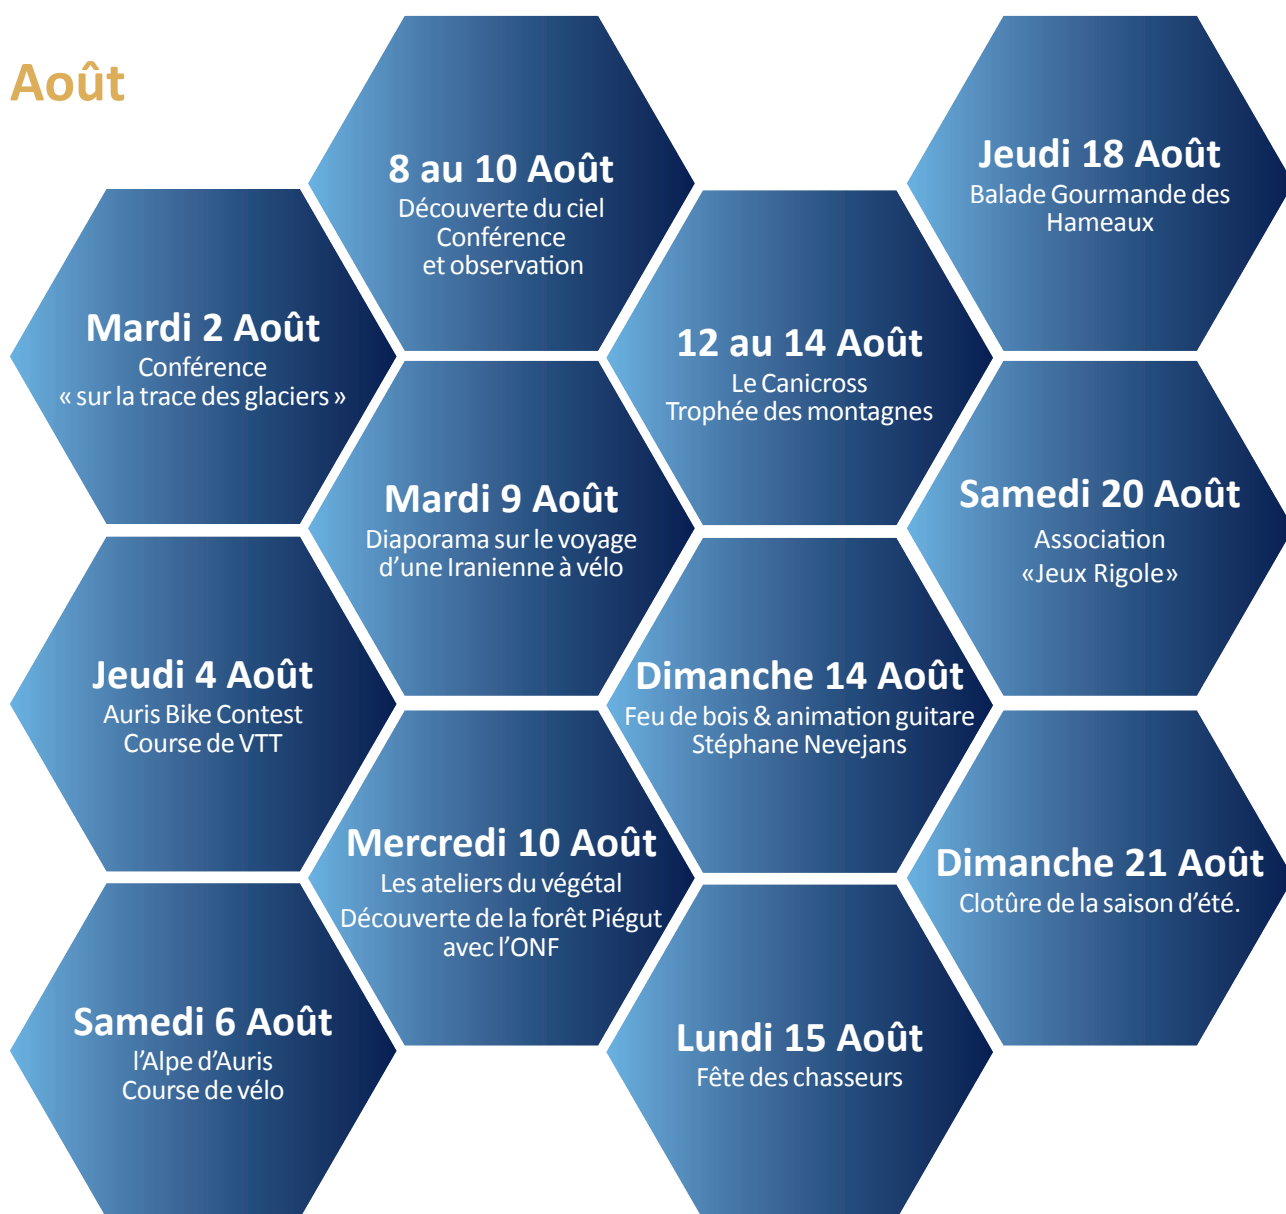 Août
Mardi 2 Août
Conférence
« sur la trace des glaciers »
Jeudi 4 Août
Auris Bike Contest
Course de VTT
Samedi 6 Août
l'Alpe d'Auris
Course de vélo
8 au 10 Août
Découverte du ciel
Conférence
et observation
Mardi 9 Août
Diaporama sur le voyage
d'une Iranienne à vélo
Mercredi 10 Août
Les ateliers du végétal
Découverte de la forêt Piégut
avec l'ONF
12 au 14 Août
Le Canicross
Trophée des montagnes
Dimanche 14 Août
Feu de bois & animation guitare
Stéphane Nevejans
Lundi 15 Août
Fête des chasseurs
Jeudi 18 Août
Balade Gourmande des
Hameaux
Samedi 20 Août
Association
«Jeux Rigole»
Dimanche 21 Août
Clotûre de la saison d'été.